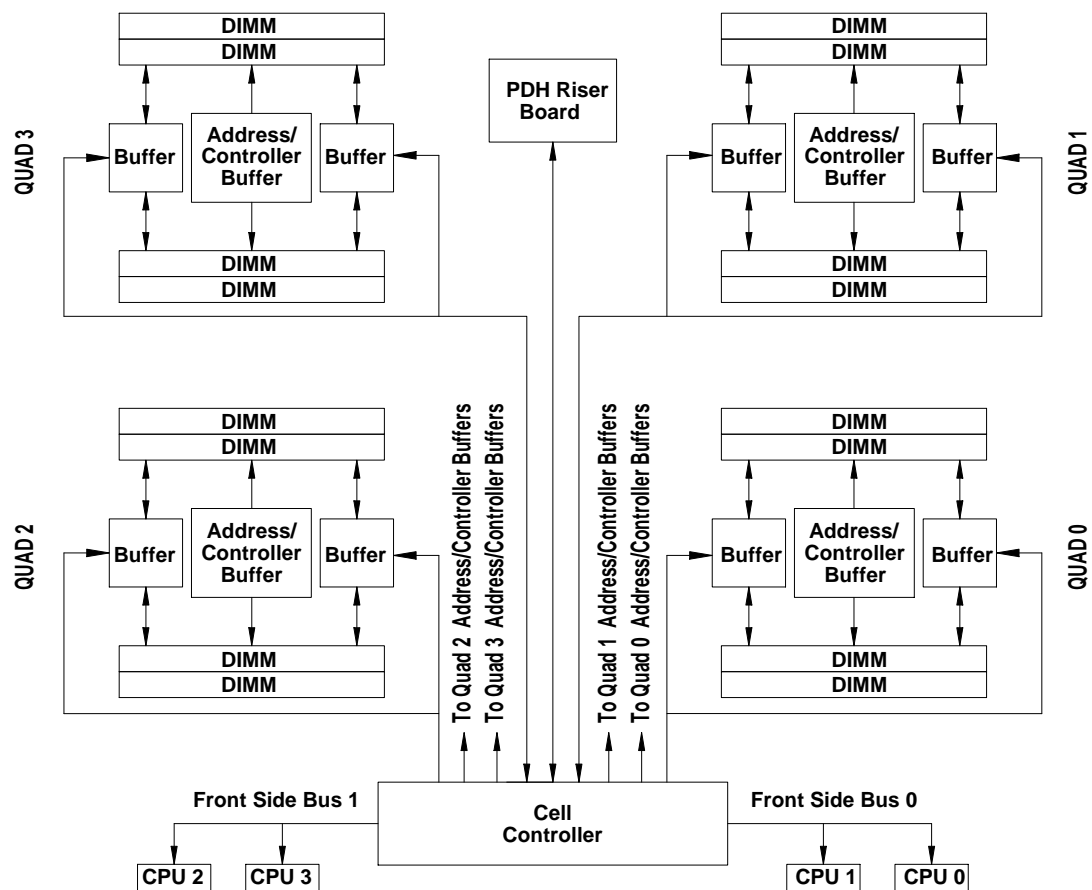 DIMM
DIMM
QUAD 3
Buffer
Address/
Controller
Buffer
Buffer
DIMM
DIMM
PDH Riser
Board
DIMM
DIMM
Buffer
Address/
Controller
Buffer
Buffer
QUAD 1
DIMM
DIMM
DIMM
DIMM
QUAD 2
Buffer
Address/
Controller
Buffer
Buffer
DIMM
DIMM
To Quad 2 Address/Controller Buffers
To Quad 3 Address/Controller Buffers
To Quad 1 Address/Controller Buffers
To Quad 0 Address/Controller Buffers
DIMM
DIMM
Buffer
Address/
Controller
Buffer
Buffer
QUAD 0
DIMM
DIMM
Front Side Bus 1
Cell
Controller
Front Side Bus 0
CPU 2
CPU 3
CPU 1
CPU 0